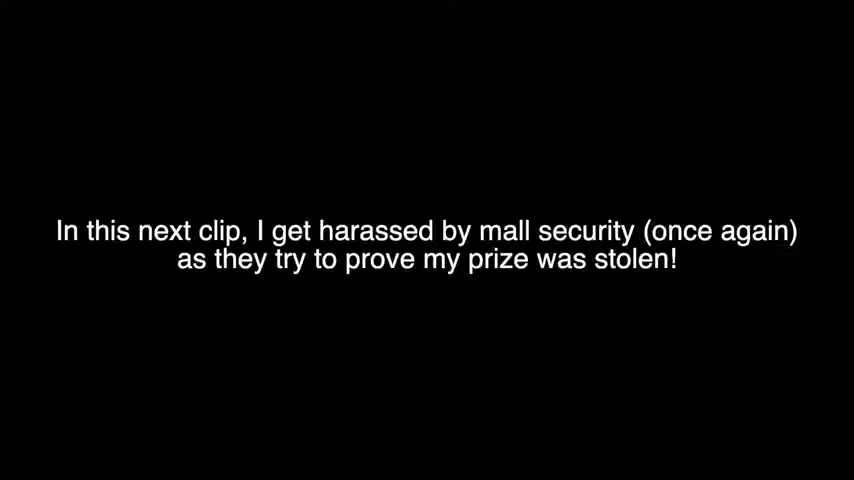 In this next clip, I get harassed by mall security (once again)
as they try to prove my prize was stolen!